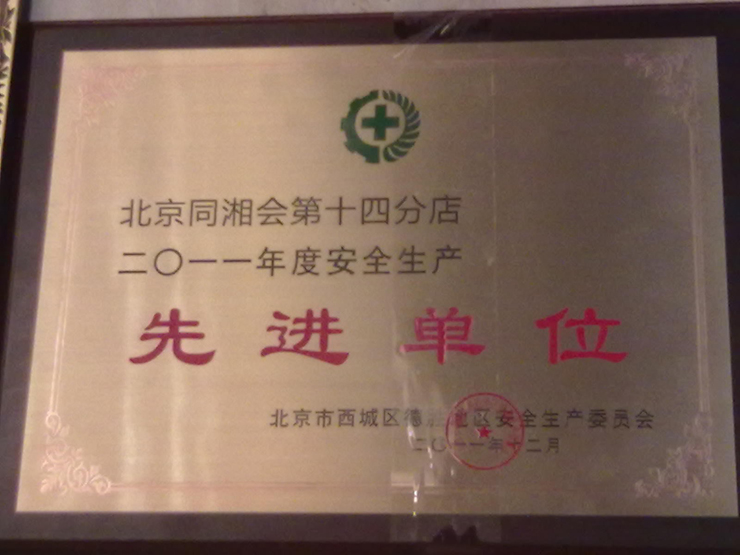 北京同湘会第十四分店
二〇一一年度安全生产
先进单位
北京市西城区德胜地区安全生产委员会
二〇一一年十二月